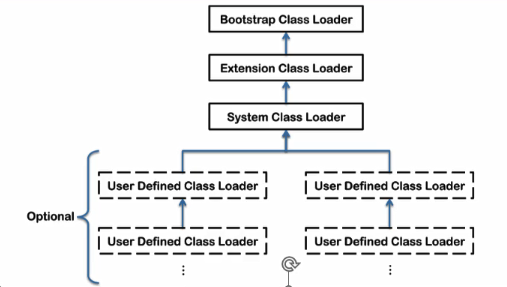 Bootstrap Class Loader
Extension Class Loader
System Class Loader
User Defined Class Loader
User Defined Class Loader
Optional
User Defined Class Loader
User Defined Class Loader